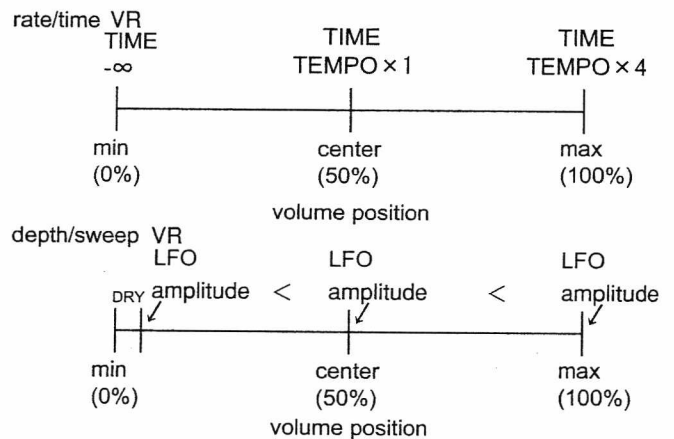 rate/time VR
TIME TIME TIME
-∞ TEMPO × 1 TEMPO × 4
min center max
(0%) (50%) (100%)
volume position
depth/sweep VR
LFO LFO LFO
DRY amplitude < amplitude < amplitude
min center max
(0%) (50%) (100%)
volume position